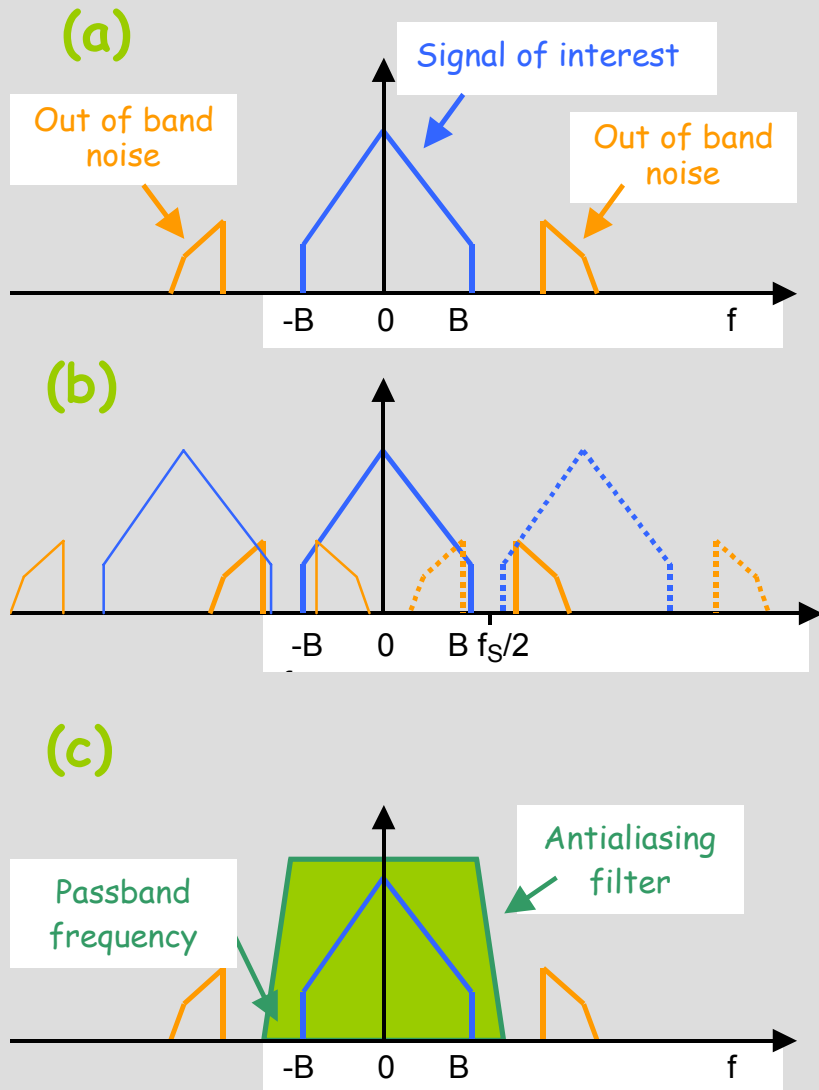 (a)
Signal of interest
Out of band
noise
Out of band
noise
-B 0 B f
(b)
-B 0 B fS/2
(c)
Antialiasing
filter
Passband
frequency
-B 0 B f